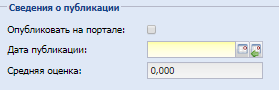 Сведения о публикации
Опубликовать на портале:
Дата публикации:
Средняя оценка: 0,000